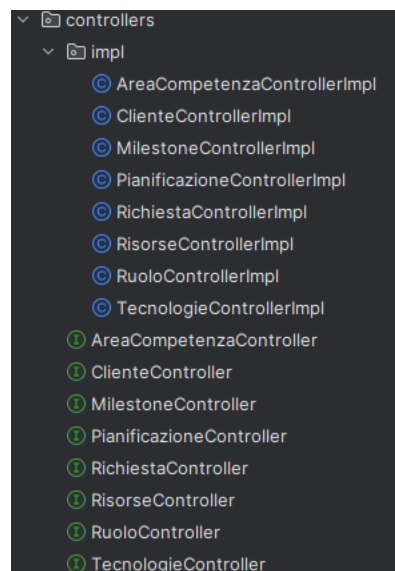 controllers
impl
AreaCompetenzaControllerImpl
ClienteControllerImpl
MilestoneControllerImpl
PianificazioneControllerImpl
RichiestaControllerImpl
RisorseControllerImpl
RuoloControllerImpl
TecnologieControllerImpl
AreaCompetenzaController
ClienteController
MilestoneController
PianificazioneController
RichiestaController
RisorseController
RuoloController
TecnologieController